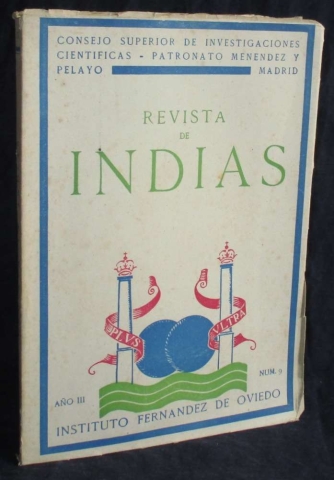 CONSEJO SUPERIOR DE INVESTIGACIONES
CIENTIFICAS - PATRONATO MENENDEZ Y
PELAYO MADRID
REVISTA
DE
INDIAS
PLVS VLTRA
AÑO III NUM. 9
INSTITUTO FERNANDEZ DE OVIEDO